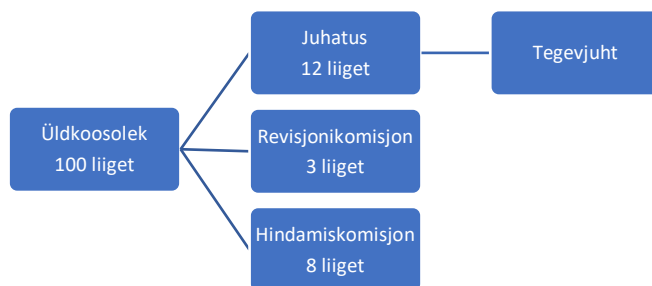 Üldkoosolek
100 liiget
Juhatus
12 liiget
Tegevjuht
Revisjonikomisjon
3 liiget
Hindamiskomisjon
8 liiget